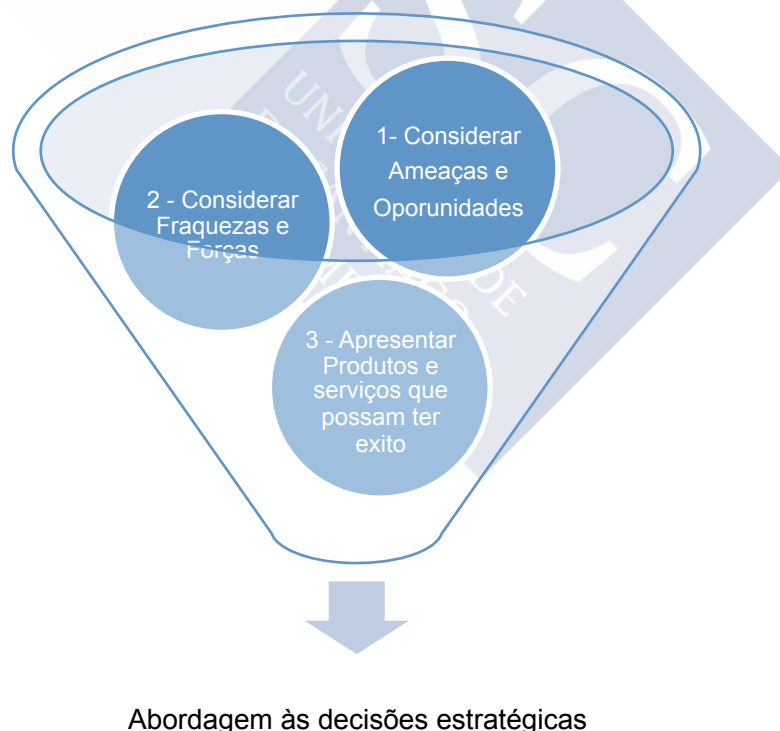 1- Considerar
Ameaças e
Oporunidades
2 - Considerar
Fraquezas e
Forças
3 - Apresentar
Produtos e
serviços que
possam ter
exito
Abordagem às decisões estratégicas